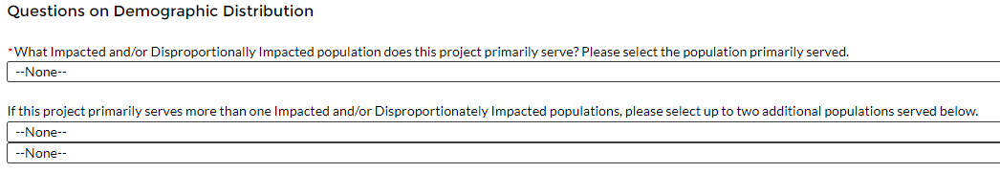 Questions on Demographic Distribution
*What Impacted and/or Disproportionally Impacted population does this project primarily serve? Please select the population primarily served.
--None--
If this project primarily serves more than one Impacted and/or Disproportionately Impacted populations, please select up to two additional populations served below.
--None--
--None--